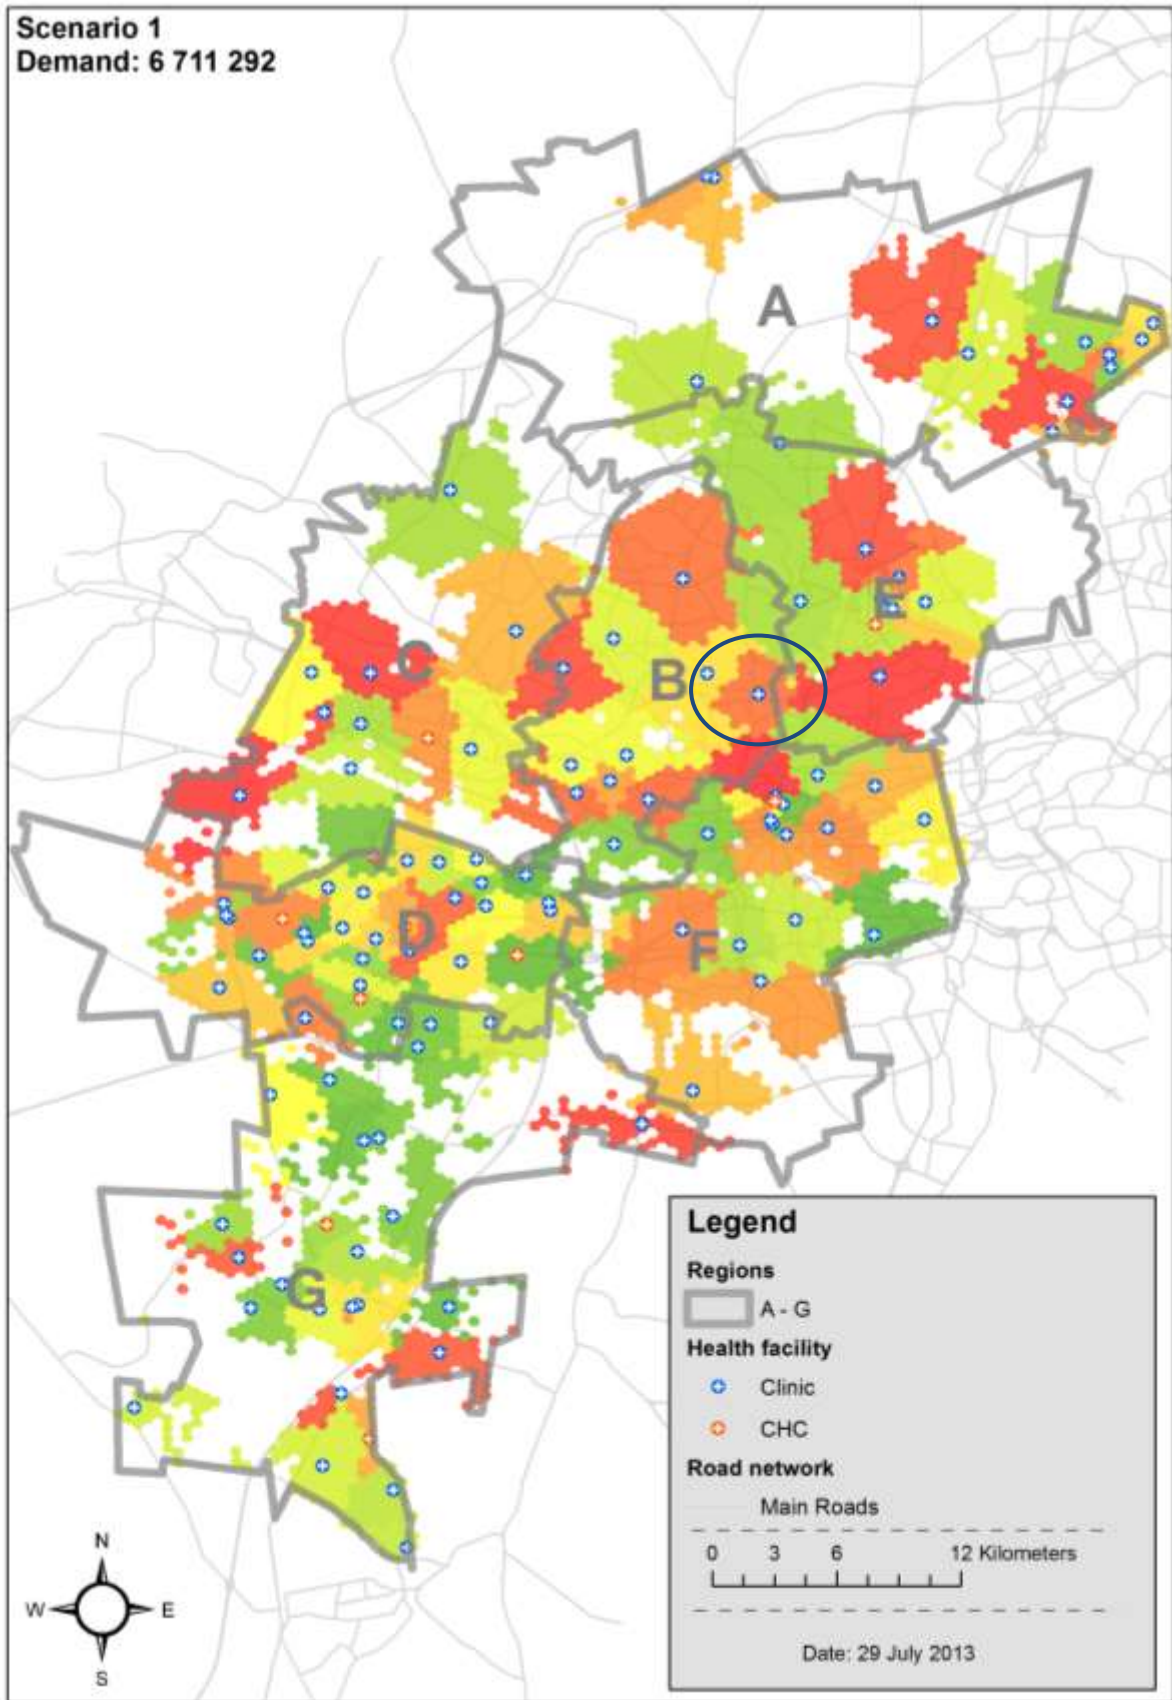 Scenario 1
Demand: 6 711 292
A
B
C
E
D
F
G
Legend
Regions
A - G
Health facility
Clinic
CHC
Road network
Main Roads
0 3 6 12 Kilometers
Date: 29 July 2013
N
W E
S